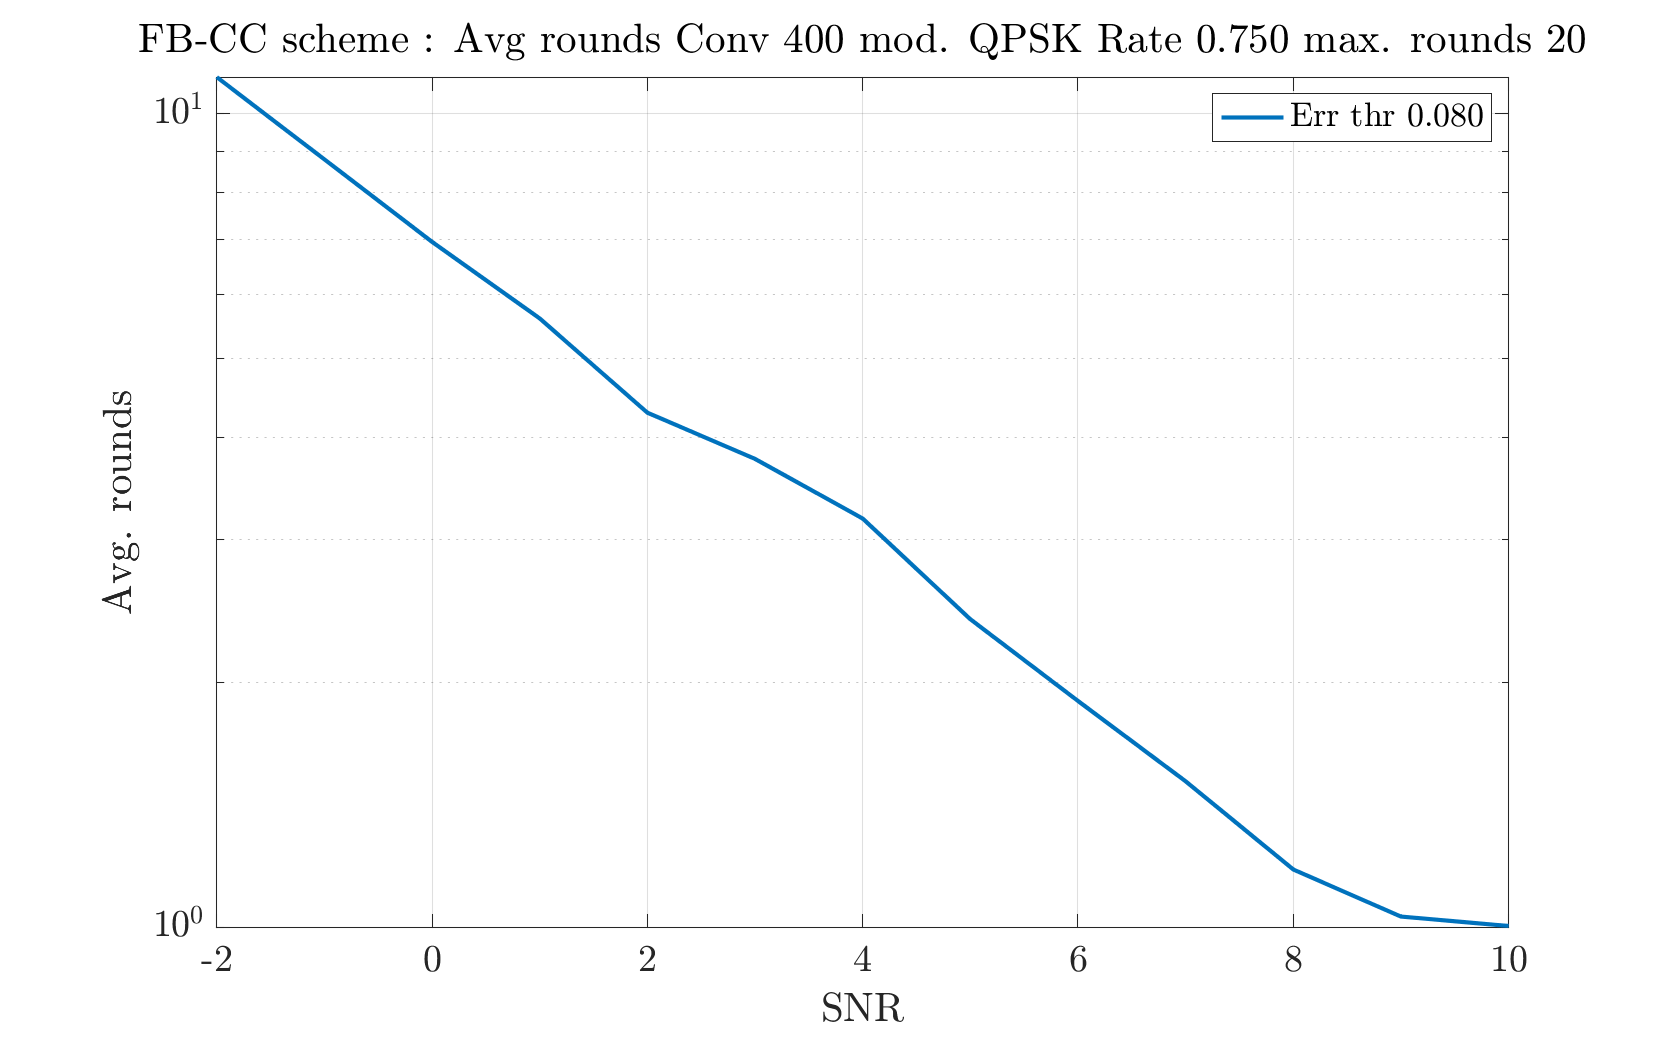 FB-CC scheme : Avg rounds Conv 400 mod. QPSK Rate 0.750 max. rounds 20
10^1
Err thr 0.080
Avg. rounds
10^0
-2 0 2 4 6 8 10
SNR